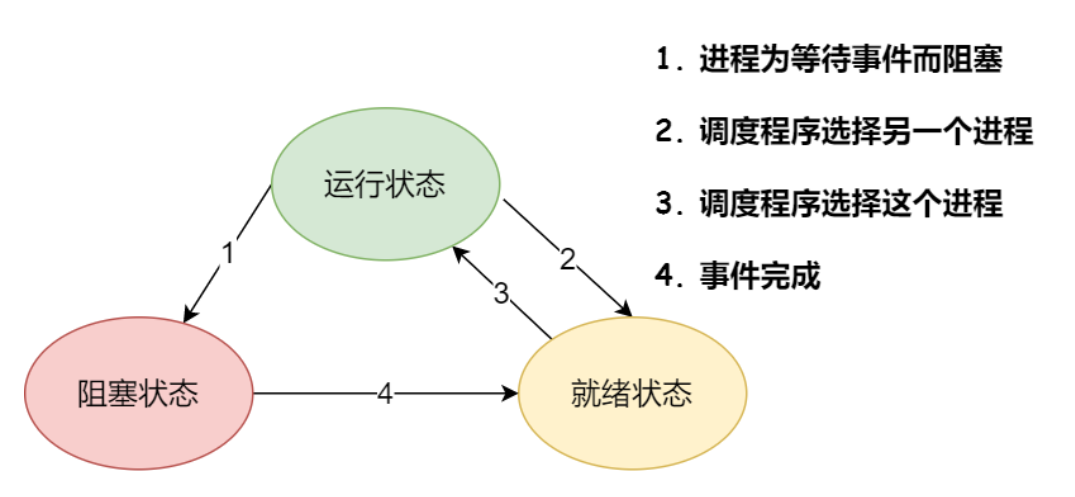 1. 进程为等待事件而阻塞
2. 调度程序选择另一个进程
3. 调度程序选择这个进程
4. 事件完成
运行状态
1
2
3
阻塞状态
4
就绪状态